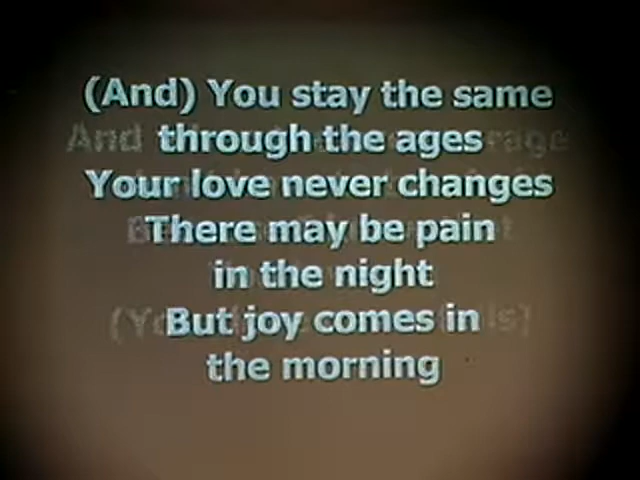 (And) You stay the same
through the ages
Your love never changes
There may be pain
in the night
But joy comes in
the morning